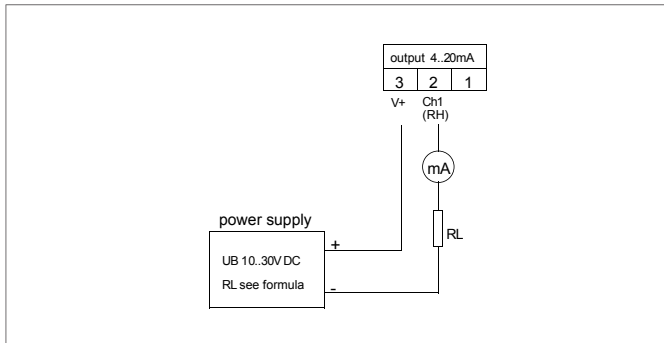 output 4..20mA
3 2 1
V+ Ch1
(RH)
mA
RL
power supply
+
UB 10..30V DC
RL see formula
-